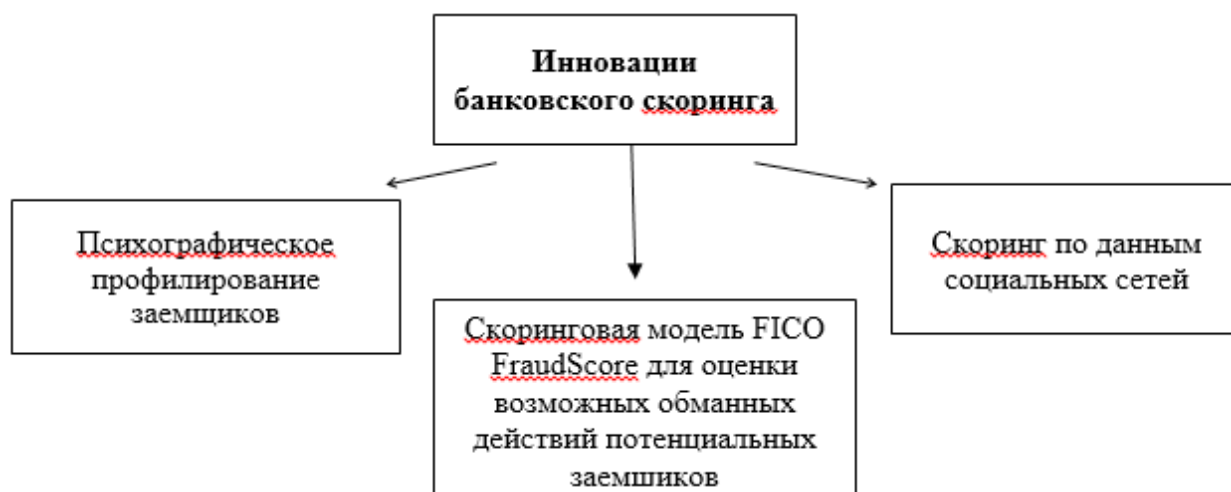 Инновации
банковского скоринга
Психографическое
профилирование
заемщиков
Скоринговая модель FICO
FraudScore для оценки
возможных обманных
действий потенциальных
заемшиков
Скоринг по данным
социальных сетей